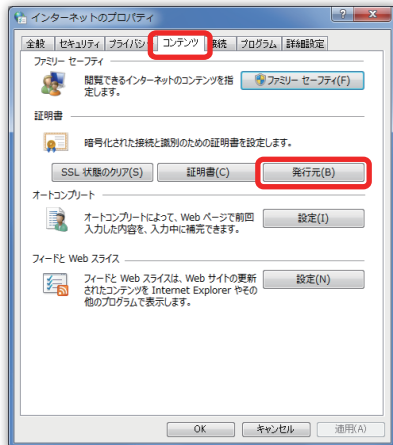 インターネットのプロパティ
全般 セキュリティ プライバシー コンテンツ 接続 プログラム 詳細設定
ファミリー セーフティ
閲覧できるインターネットのコンテンツを指
定します。
ファミリー セーフティ(F)
証明書
暗号化された接続と識別のための証明書を設定します。
SSL 状態のクリア(S) 証明書(C) 発行元(B)
オートコンプリート
オートコンプリートによって、Web ページで前回
入力した内容を、入力中に補完できます。
設定(I)
フィードと Web スライス
フィードと Web スライスは、Web サイトの更新
されたコンテンツを Internet Explorer やその
他のプログラムで表示します。
設定(N)
OK キャンセル 適用(A)